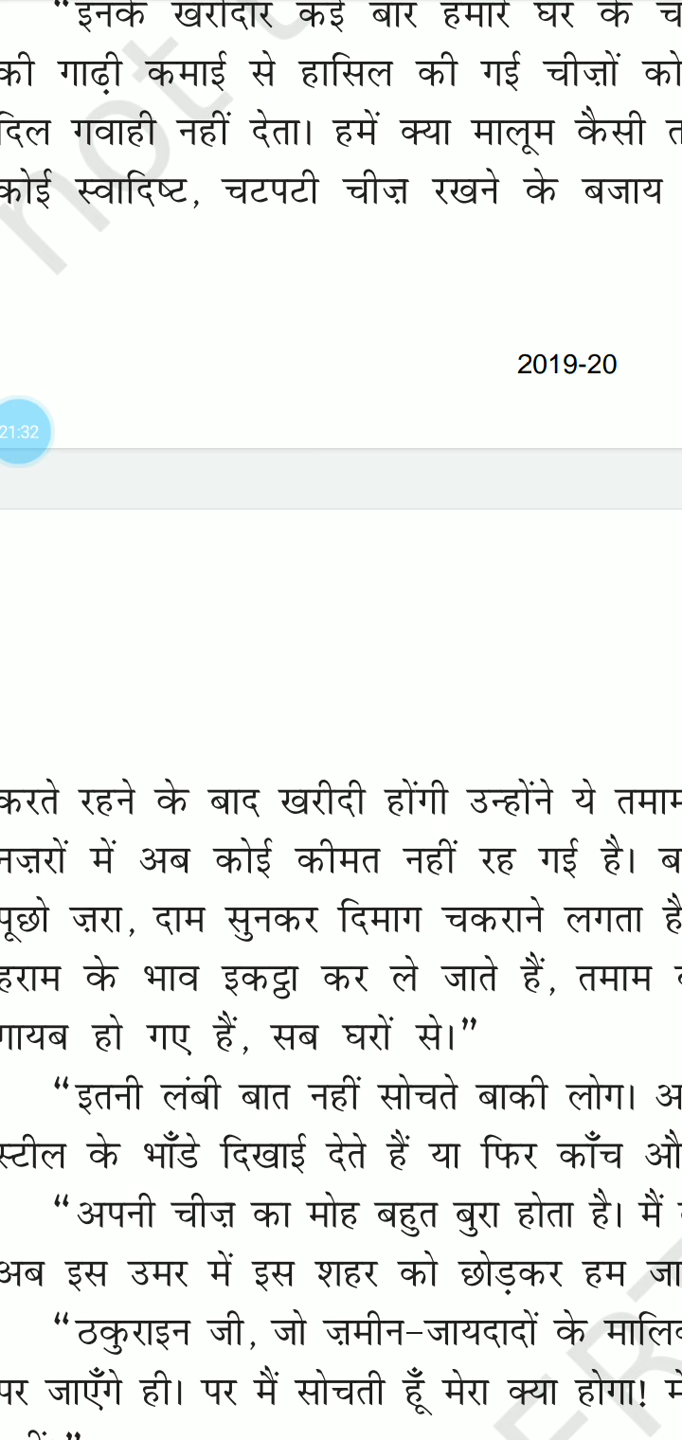 “इनके खरीदार कई बार हमारे घर के च
की गाढ़ी कमाई से हासिल की गई चीज़ों को
दिल गवाही नहीं देता। हमें क्या मालूम कैसी त
कोई स्वादिष्ट, चटपटी चीज़ रखने के बजाय
not
2019-20
21:32
करते रहने के बाद खरीदी होंगी उन्होंने ये तमाम
नज़रों में अब कोई कीमत नहीं रह गई है। ब
पूछो ज़रा, दाम सुनकर दिमाग चकराने लगता है
हराम के भाव इकट्ठा कर ले जाते हैं, तमाम
गायब हो गए हैं, सब घरों से।”
“इतनी लंबी बात नहीं सोचते बाकी लोग। अ
स्टील के भाँडे दिखाई देते हैं या फिर काँच औ
“अपनी चीज़ का मोह बहुत बुरा होता है। मैं
अब इस उमर में इस शहर को छोड़कर हम जा
“ठकुराइन जी, जो ज़मीन-जायदादों के मालि
पर जाएँगे ही। पर मैं सोचती हूँ मेरा क्या होगा! मे